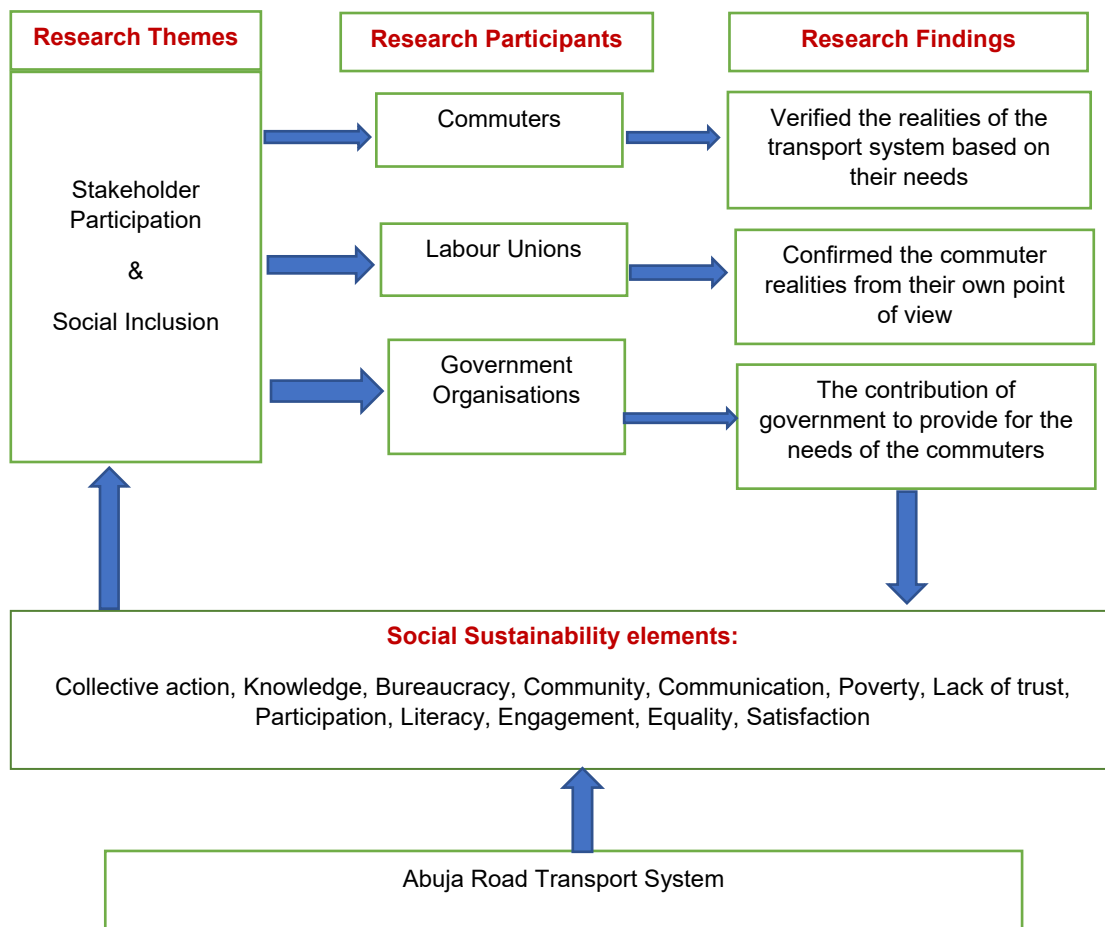 Research Themes
Research Participants
Research Findings
Stakeholder
Participation
&
Social Inclusion
Commuters
Verified the realities of the
transport system based on
their needs
Labour Unions
Confirmed the commuter
realities from their own point
of view
Government
Organisations
The contribution of
government to provide for the
needs of the commuters
Social Sustainability elements:
Collective action, Knowledge, Bureaucracy, Community, Communication, Poverty, Lack of trust,
Participation, Literacy, Engagement, Equality, Satisfaction
Abuja Road Transport System